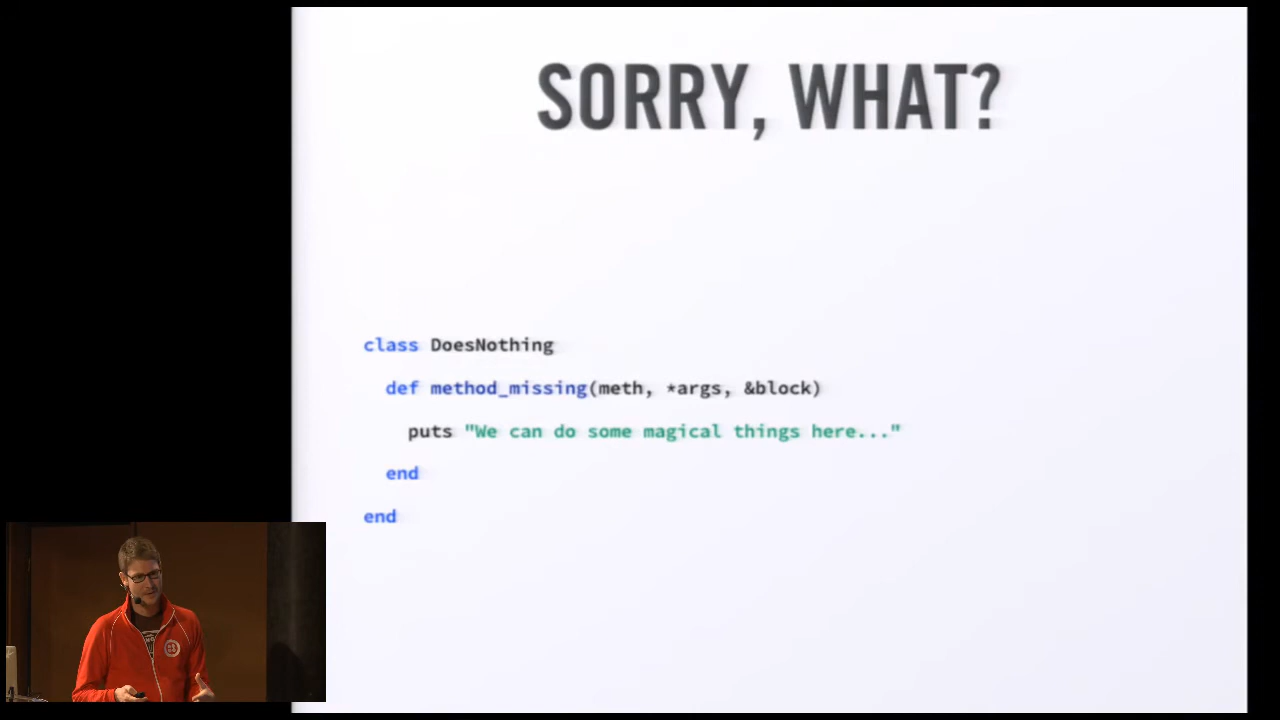 SORRY, WHAT?
class DoesNothing
def method_missing(meth, *args, &block)
puts "We can do some magical things here..."
end
end